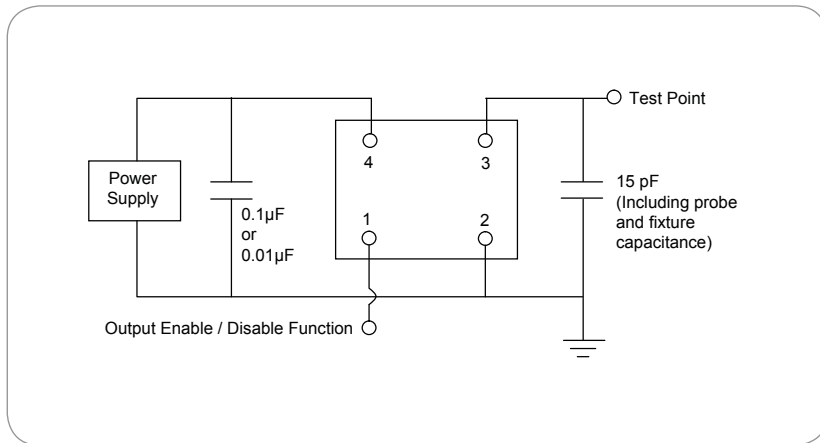 Test Point
4
3
Power
Supply
0.1µF
or
0.01µF
1
2
15 pF
(Including probe
and fixture
capacitance)
Output Enable / Disable Function